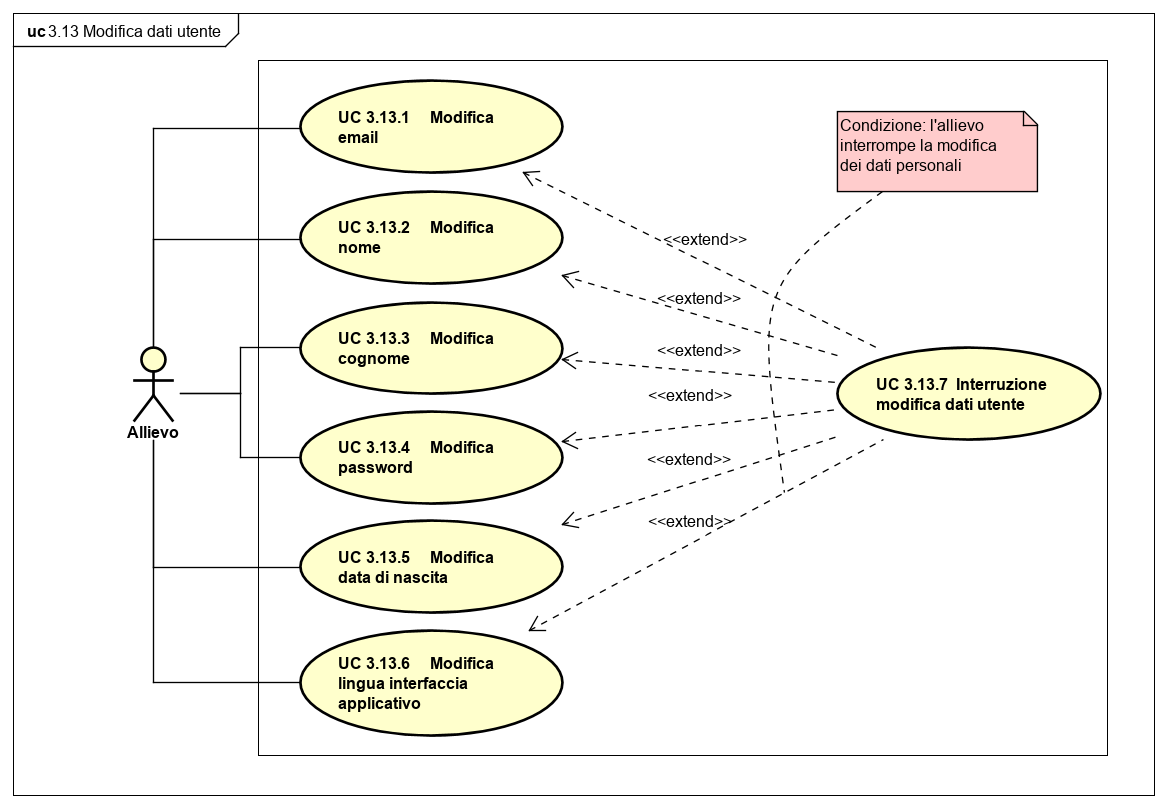 uc 3.13 Modifica dati utente
UC 3.13.1 Modifica
email
Condizione: l'allievo
interrompe la modifica
dei dati personali
UC 3.13.2 Modifica
nome
<<extend>>
<<extend>>
UC 3.13.3 Modifica
cognome
<<extend>>
UC 3.13.7 Interruzione
modifica dati utente
<<extend>>
Allievo
UC 3.13.4 Modifica
password
<<extend>>
<<extend>>
UC 3.13.5 Modifica
data di nascita
UC 3.13.6 Modifica
lingua interfaccia
applicativo